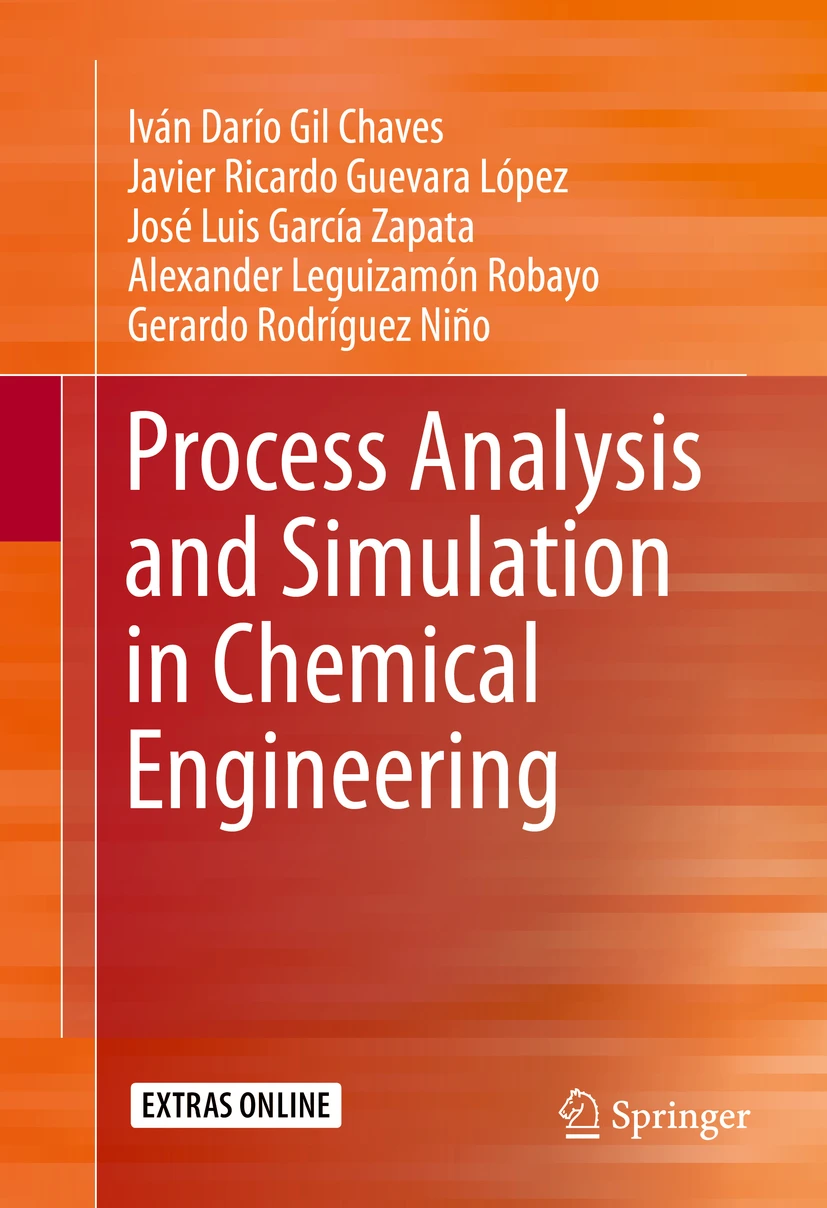 Iván Darío Gil Chaves
Javier Ricardo Guevara López
José Luis García Zapata
Alexander Leguizamón Robayo
Gerardo Rodríguez Niño
Process Analysis
and Simulation
in Chemical
Engineering
EXTRAS ONLINE
Springer